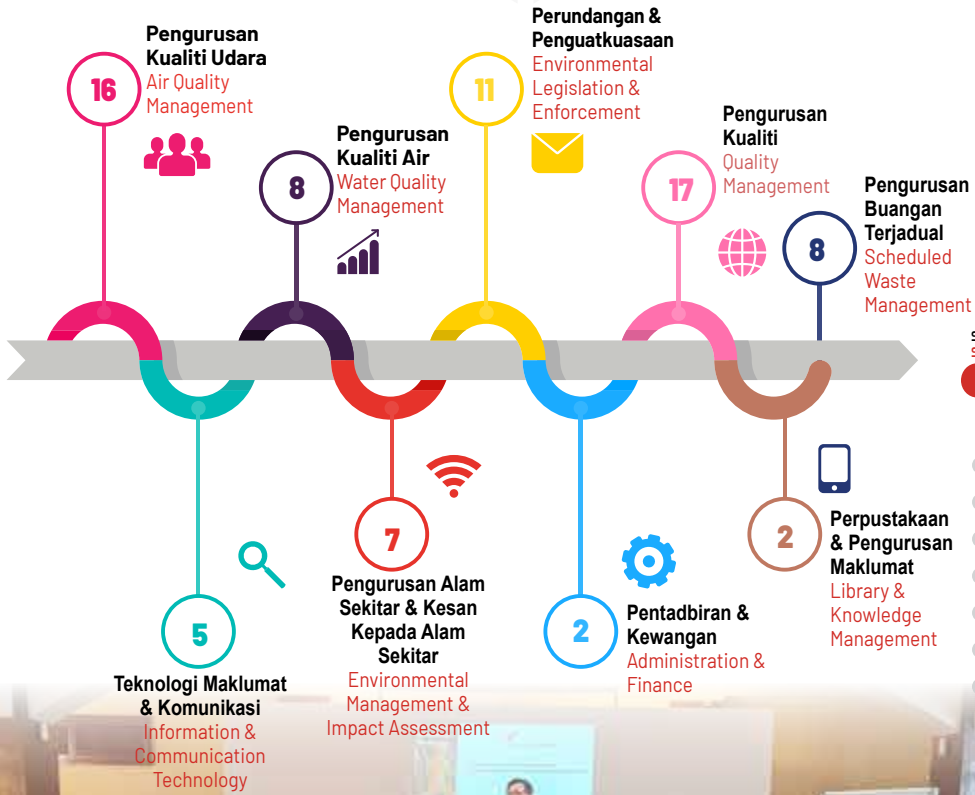 16
Pengurusan
Kualiti Udara
Air Quality
Management
8
Pengurusan
Kualiti Air
Water Quality
Management
11
Perundangan &
Penguatkuasaan
Environmental
Legislation &
Enforcement
17
Pengurusan
Kualiti
Quality
Management
8
Pengurusan
Buangan
Terjadual
Scheduled
Waste
Management
5
Teknologi Maklumat
& Komunikasi
Information &
Communication
Technology
7
Pengurusan Alam
Sekitar & Kesan
Kepada Alam
Sekitar
Environmental
Management &
Impact Assessment
2
Pentadbiran &
Kewangan
Administration &
Finance
2
Perpustakaan
& Pengurusan
Maklumat
Library &
Knowledge
Management